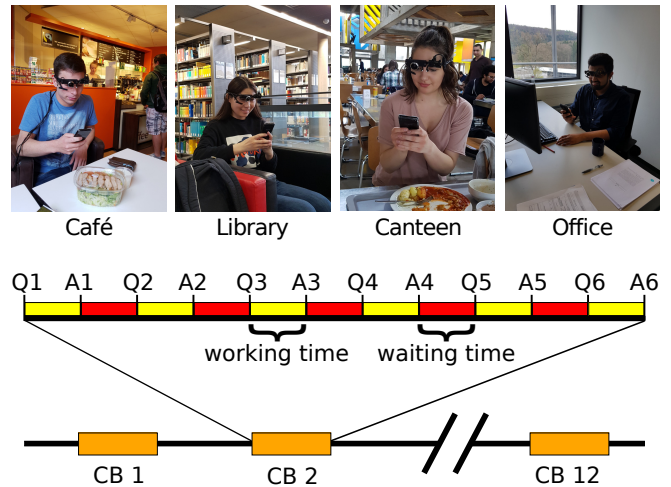 Café Library Canteen Office
Q1 A1 Q2 A2 Q3 A3 Q4 A4 Q5 A5 Q6 A6
working time waiting time
CB 1 CB 2 CB 12